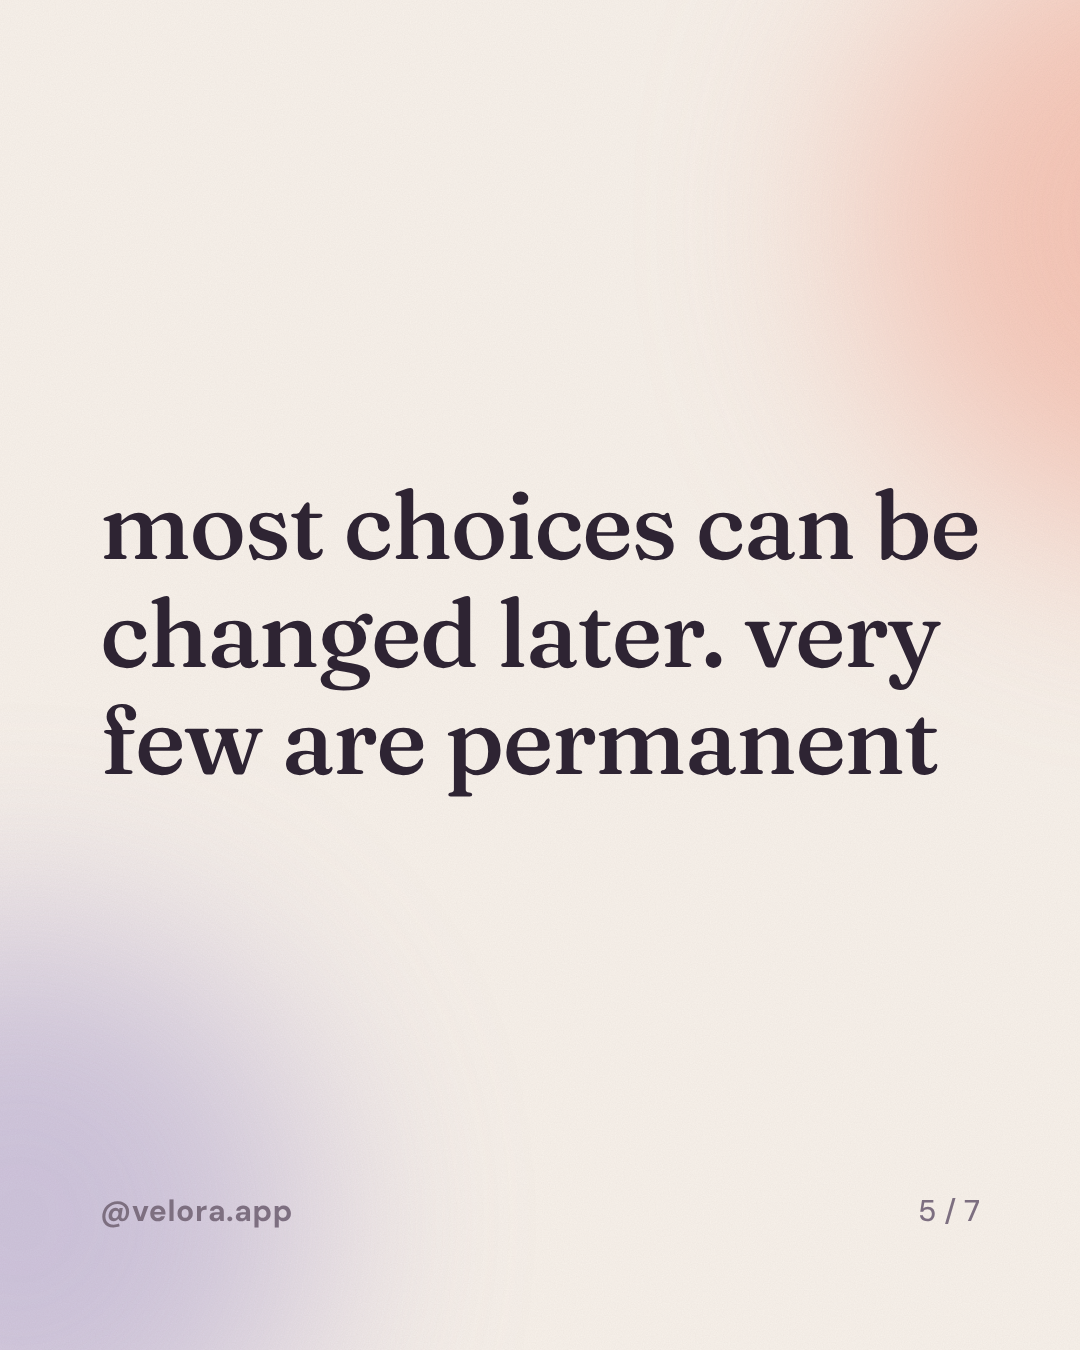 most choices can be
changed later. very
few are permanent
@velora.app
5 / 7